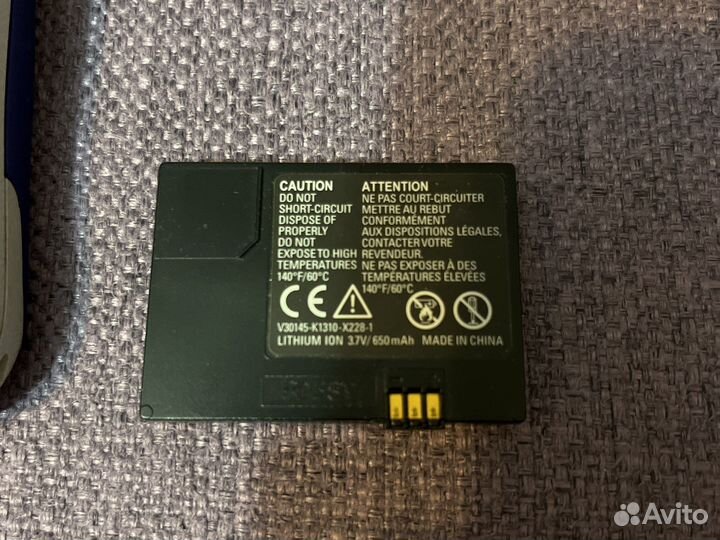 CAUTION
DO NOT
SHORT-CIRCUIT
DISPOSE OF
PROPERLY
DO NOT
EXPOSE TO HIGH
TEMPERATURES
140°F/60°C
ATTENTION
NE PAS COURT-CIRCUITER
METTRE AU REBUT
CONFORMÉMENT
AUX DISPOSITIONS LÉGALES,
CONTACTER VOTRE
REVENDEUR.
NE PAS EXPOSER À DES
TEMPÉRATURES ÉLEVÉES
140°F/60°C
CE
V30145-K1310-X228-1
LITHIUM ION 3.7V/ 650mAh MADE IN CHINA
Avito